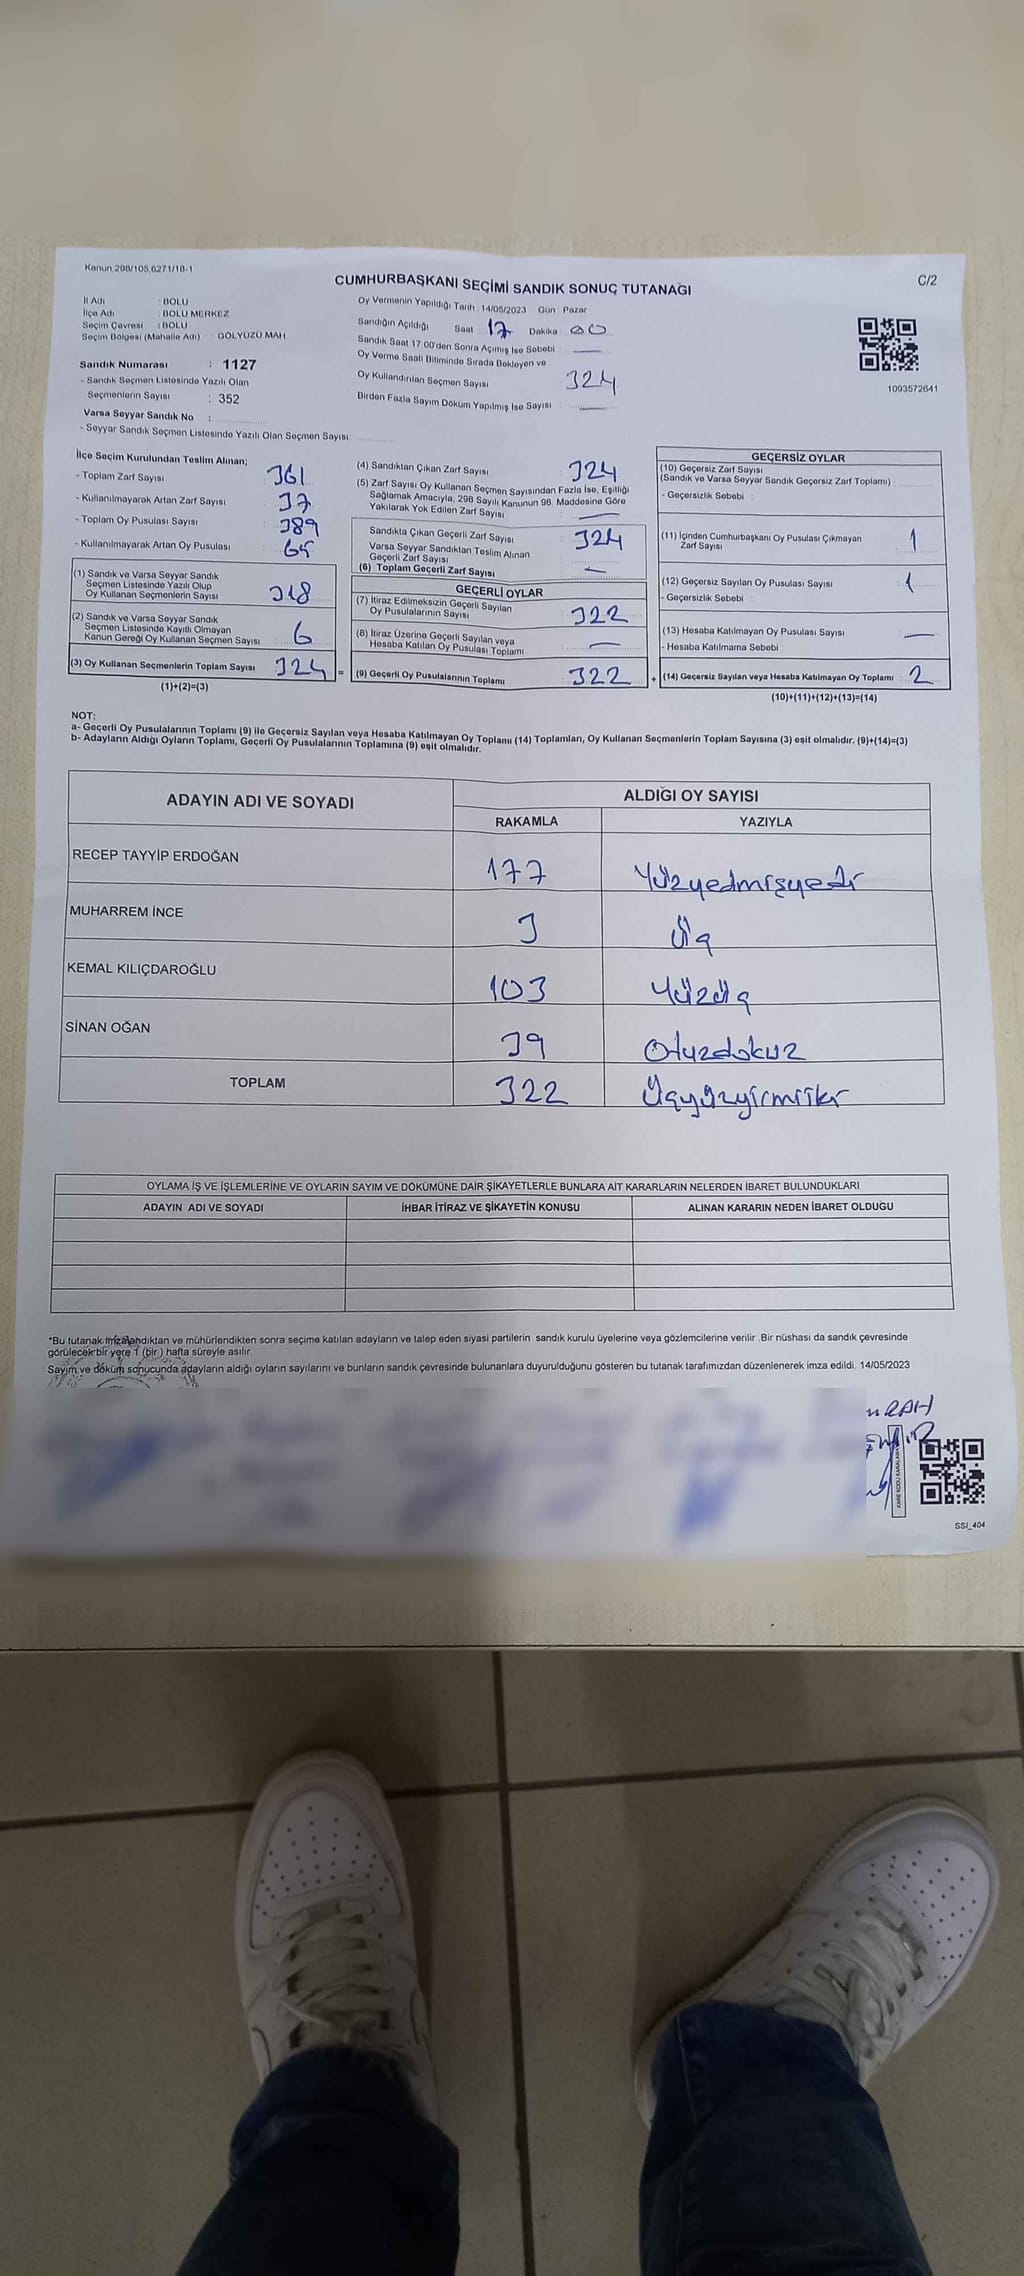 Kanun:298/105,6271/18-1
C/2
CUMHURBAŞKANI SEÇİMİ SANDIK SONUÇ TUTANAĞI
İl Adı : BOLU
İlçe Adı : BOLU MERKEZ
Seçim Çevresi : BOLU
Seçim Bölgesi (Mahalle Adı) : GÖLYÜZÜ MAH
Sandık Numarası : 1127
- Sandık Seçmen Listesinde Yazılı Olan
Seçmenlerin Sayısı : 352
Varsa Seyyar Sandık No :
- Seyyar Sandık Seçmen Listesinde Yazılı Olan Seçmen Sayısı:
Oy Vermenin Yapıldığı Tarih : 14/05/2023 Gün : Pazar
Sandığın Açıldığı Saat 17 Dakika 00
Sandık Saat 17.00'den Sonra Açımış İse Sebebi
Oy Verme Saati Bitiminde Sırada Bekleyen ve
Oy Kullandırılan Seçmen Sayısı : 324
Birden Fazla Sayım Döküm Yapılmış İse Sayısı
1093572641
İlçe Seçim Kurulundan Teslim Alınan;
- Toplam Zarf Sayısı : 361
- Kullanılmayarak Artan Zarf Sayısı : 37
- Toplam Oy Pusulası Sayısı : 389
- Kullanılmayarak Artan Oy Pusulası : 65
(1) Sandık ve Varsa Seyyar Sandık
Seçmen Listesinde Yazılı Olup
Oy Kullanan Seçmenlerin Sayısı : 318
(2) Sandık ve Varsa Seyyar Sandık
Seçmen Listesinde Kayıtlı Olmayan
Kanun Gereği Oy Kullanan Seçmen Sayısı : 6
(3) Oy Kullanan Seçmenlerin Toplam Sayısı 324 =
(1)+(2)=(3)
(4) Sandıktan Çıkan Zarf Sayısı : 324
(5) Zarf Sayısı Oy Kullanan Seçmen Sayısından Fazla İse, Eşitliği
Sağlamak Amacıyla, 298 Sayılı Kanunun 98. Maddesine Göre
Yakılarak Yok Edilen Zarf Sayısı
Sandıkta Çıkan Geçerli Zarf Sayısı : 324
Varsa Seyyar Sandıktan Teslim Alınan
Geçerli Zarf Sayısı
(6) Toplam Geçerli Zarf Sayısı
GEÇERLİ OYLAR
(7) İtiraz Edilmeksizin Geçerli Sayılan
Oy Pusulalarının Sayısı : 322
(8) İtiraz Üzerine Geçerli Sayılan veya
Hesaba Katılan Oy Pusulası Toplamı
(9) Geçerli Oy Pusulalarının Toplamı : 322 +
GEÇERSİZ OYLAR
(10) Geçersiz Zarf Sayısı
(Sandık ve Varsa Seyyar Sandık Geçersiz Zarf Toplamı)
- Geçersizlik Sebebi :
(11) İçinden Cumhurbaşkanı Oy Pusulası Çıkmayan
Zarf Sayısı 1
(12) Geçersiz Sayılan Oy Pusulası Sayısı : 1
- Geçersizlik Sebebi :
(13) Hesaba Katılmayan Oy Pusulası Sayısı
- Hesaba Katılmama Sebebi
(14) Geçersiz Sayılan veya Hesaba Katılmayan Oy Toplamı : 2
(10)+(11)+(12)+(13)=(14)
NOT:
a- Geçerli Oy Pusulalarının Toplamı (9) ile Geçersiz Sayılan veya Hesaba Katılmayan Oy Toplamı (14) Toplamları, Oy Kullanan Seçmenlerin Toplam Sayısına (3) eşit olmalıdır. (9)+(14)=(3)
b- Adayların Aldığı Oyların Toplamı, Geçerli Oy Pusulalarının Toplamına (9) eşit olmalıdır.
ADAYIN ADI VE SOYADI ALDIĞI OY SAYISI
RAKAMLA YAZIYLA
RECEP TAYYİP ERDOĞAN 177 Yüzyedmişyedi
MUHARREM İNCE 3 Üç
KEMAL KILIÇDAROĞLU 103 Yüzüç
SİNAN OĞAN 39 Otuzdokuz
TOPLAM 322 Üçyüzyirmiiki
OYLAMA İŞ VE İŞLEMLERİNE VE OYLARIN SAYIM VE DÖKÜMÜNE DAİR ŞİKAYETLERLE BUNLARA AİT KARARLARIN NELERDEN İBARET BULUNDUKLARI
ADAYIN ADI VE SOYADI İHBAR İTİRAZ VE ŞİKAYETİN KONUSU ALINAN KARARIN NEDEN İBARET OLDUĞU
*Bu tutanak imzalandıktan ve mühürlendikten sonra seçime katılan adayların ve talep eden siyasi partilerin sandık kurulu üyelerine veya gözlemcilerine verilir .Bir nüshası da sandık çevresinde
görülecek bir yere 1 (bir ) hafta süreyle asılır.
Sayım ve döküm sonucunda adayların aldığı oyların sayılarını ve bunların sandık çevresinde bulunanlara duyurulduğunu gösteren bu tutanak tarafımızdan düzenlenerek imza edildi. 14/05/2023
SSI_404